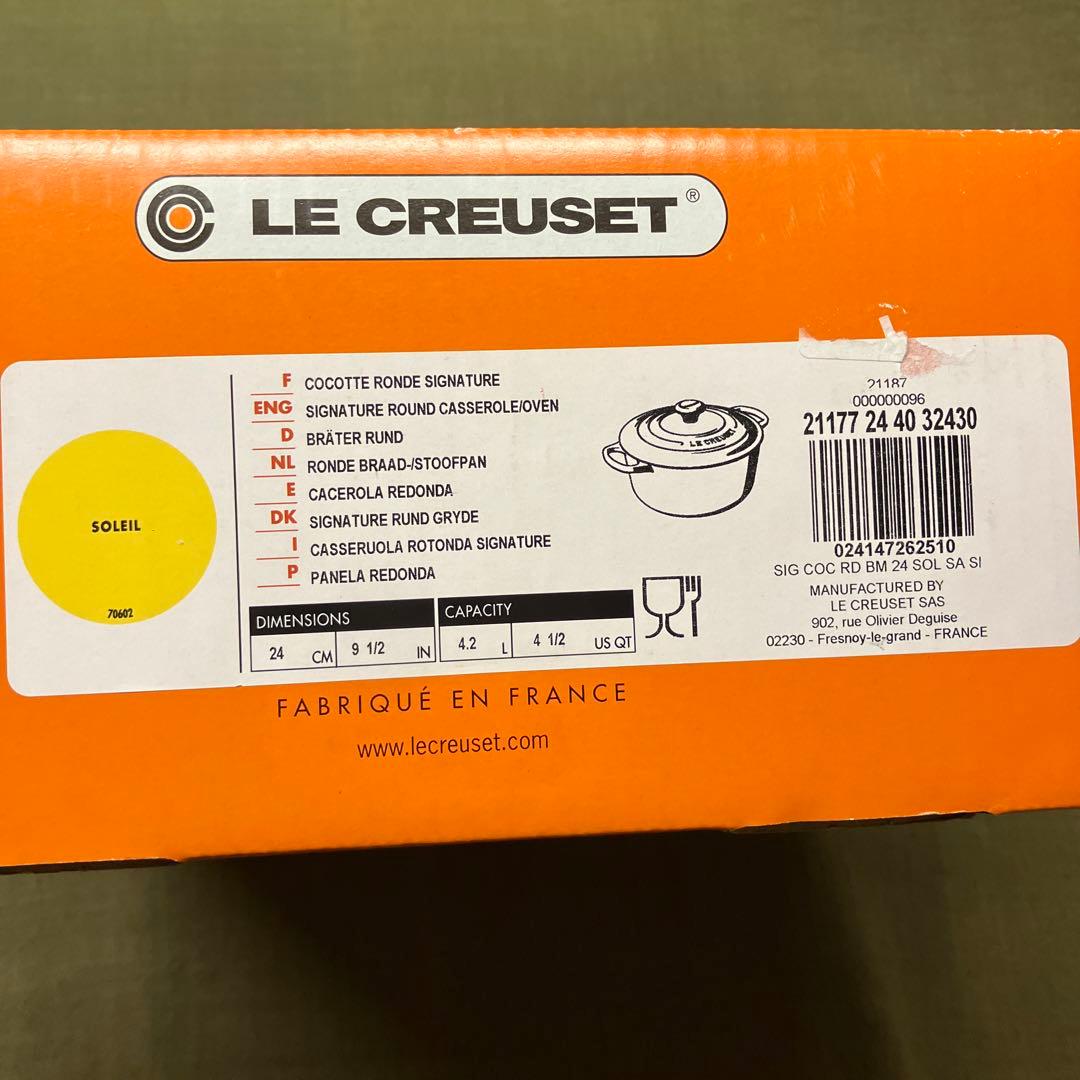 LE CREUSET ®
F COCOTTE RONDE SIGNATURE
ENG SIGNATURE ROUND CASSEROLE/OVEN
D BRÄTER RUND
NL RONDE BRAAD-/STOOFPAN
E CACEROLA REDONDA
DK SIGNATURE RUND GRYDE
I CASSERUOLA ROTONDA SIGNATURE
P PANELA REDONDA
SOLEIL
70602
DIMENSIONS
24 CM 9 1/2 IN
CAPACITY
4.2 L 4 1/2 US QT
LE CREUSET
21187
000000096
21177 24 40 32430
024147262510
SIG COC RD BM 24 SOL SA SI
MANUFACTURED BY
LE CREUSET SAS
902, rue Olivier Deguise
02230 - Fresnoy-le-grand - FRANCE
FABRIQUÉ EN FRANCE
www.lecreuset.com